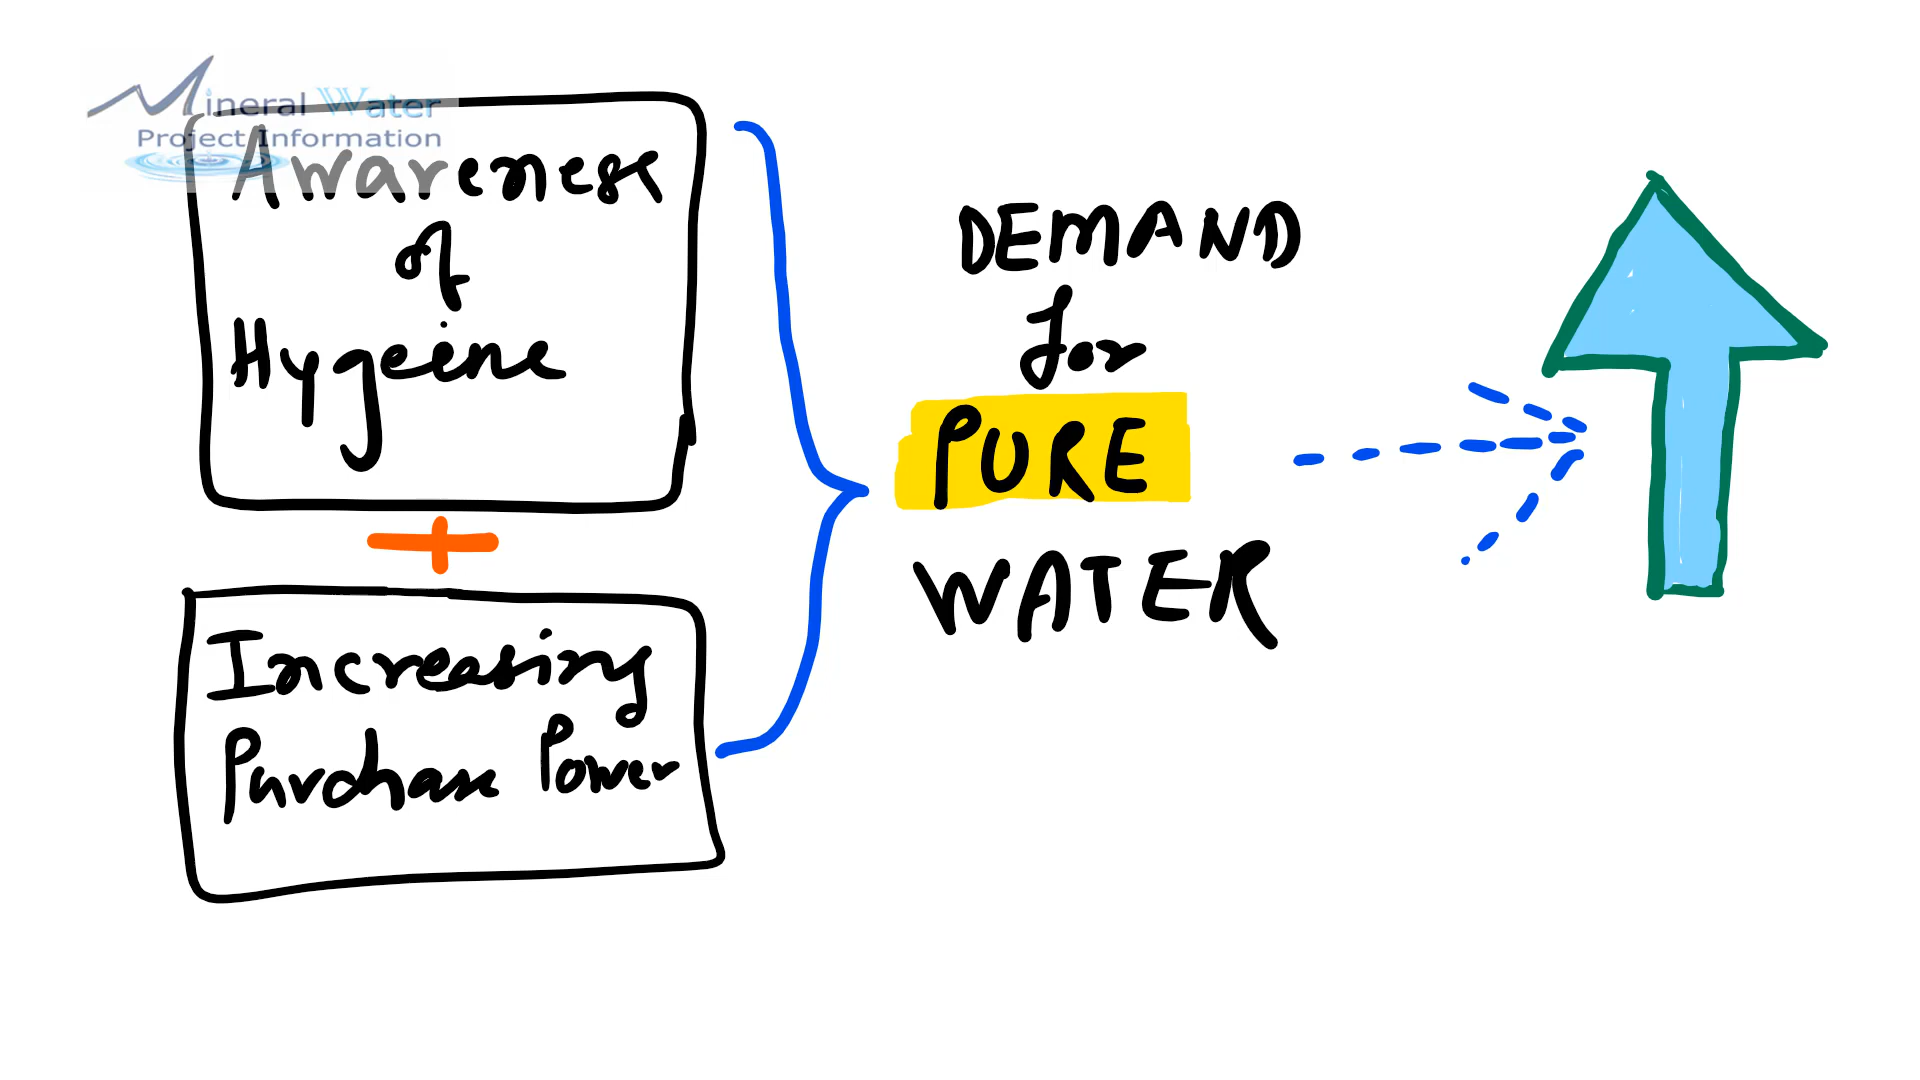 Mineral Water
Project Information
Awareness
of
Hygeine
+
Increasing
Purchase Power
DEMAND
for
PURE
WATER